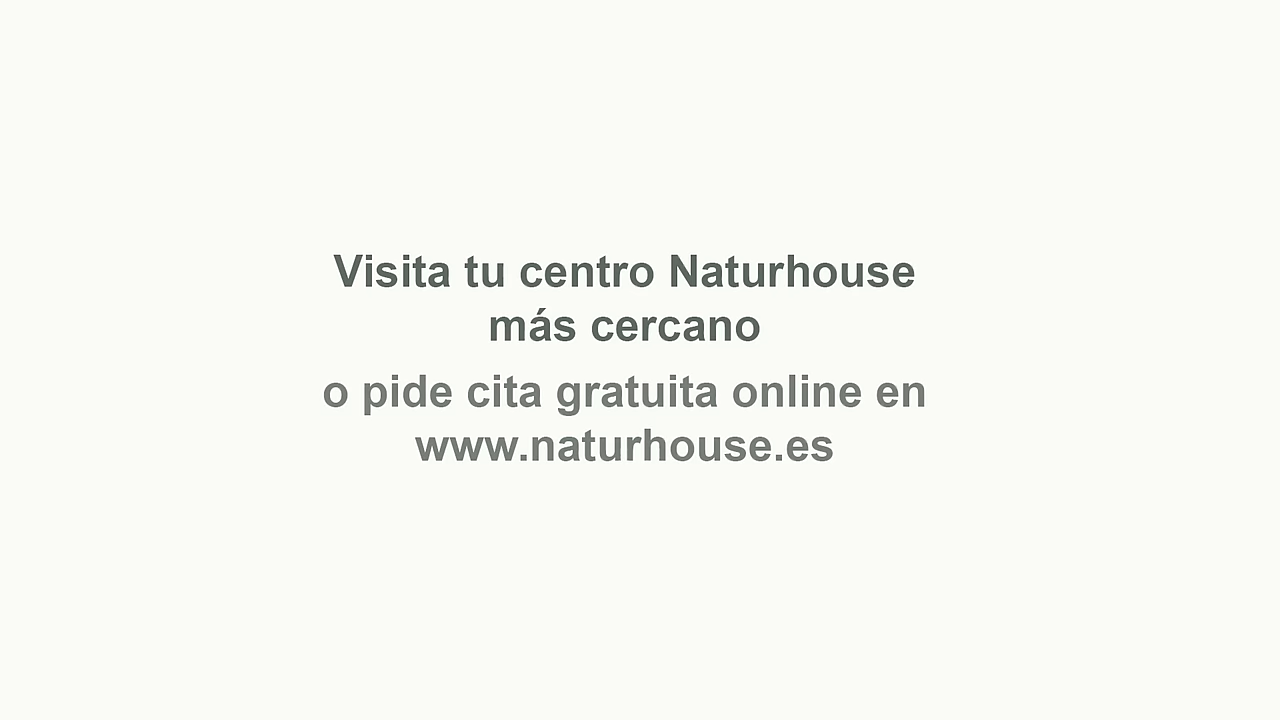 Visita tu centro Naturhouse
más cercano
o pide cita gratuita online en
www.naturhouse.es